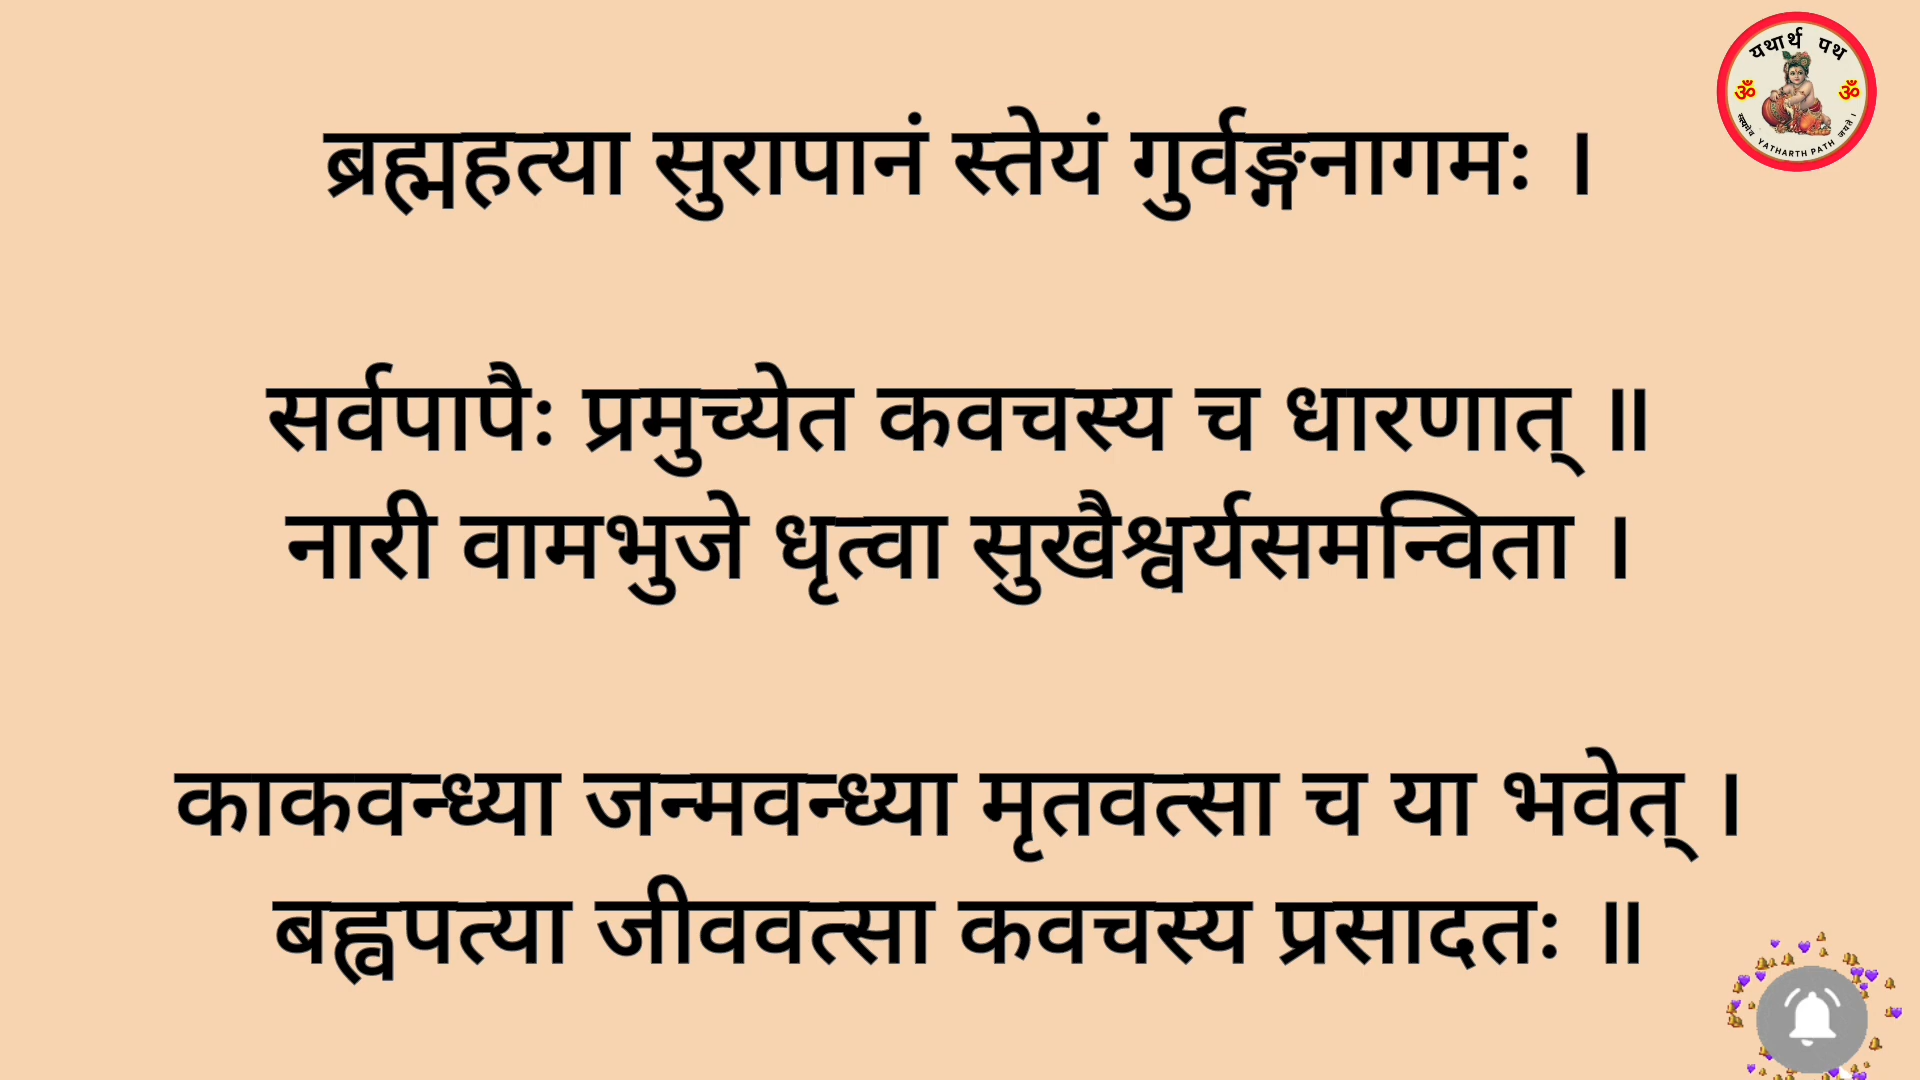 यथार्थ पथ
ॐ ॐ
YATHARTH PATH
ब्रह्महत्या सुरापानं स्तेयं गुर्वङ्गनागमः ।
सर्वपापैः प्रमुच्येत कवचस्य च धारणात् ॥
नारी वामभुजे धृत्वा सुखैश्वर्यसमन्विता ।
काकवन्ध्या जन्मवन्ध्या मृतवत्सा च या भवेत् ।
बह्वपत्या जीववत्सा कवचस्य प्रसादतः ॥